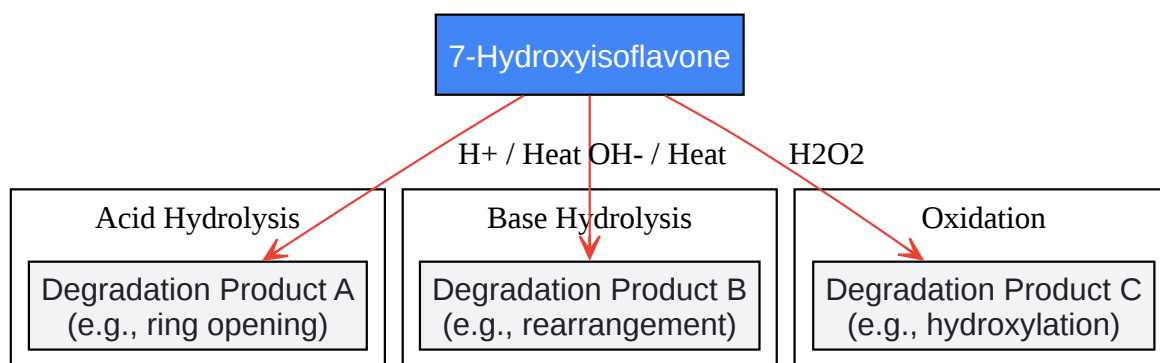 7-Hydroxyisoflavone
H+ / Heat
OH- / Heat
H2O2
Acid Hydrolysis
Base Hydrolysis
Oxidation
Degradation Product A
(e.g., ring opening)
Degradation Product B
(e.g., rearrangement)
Degradation Product C
(e.g., hydroxylation)